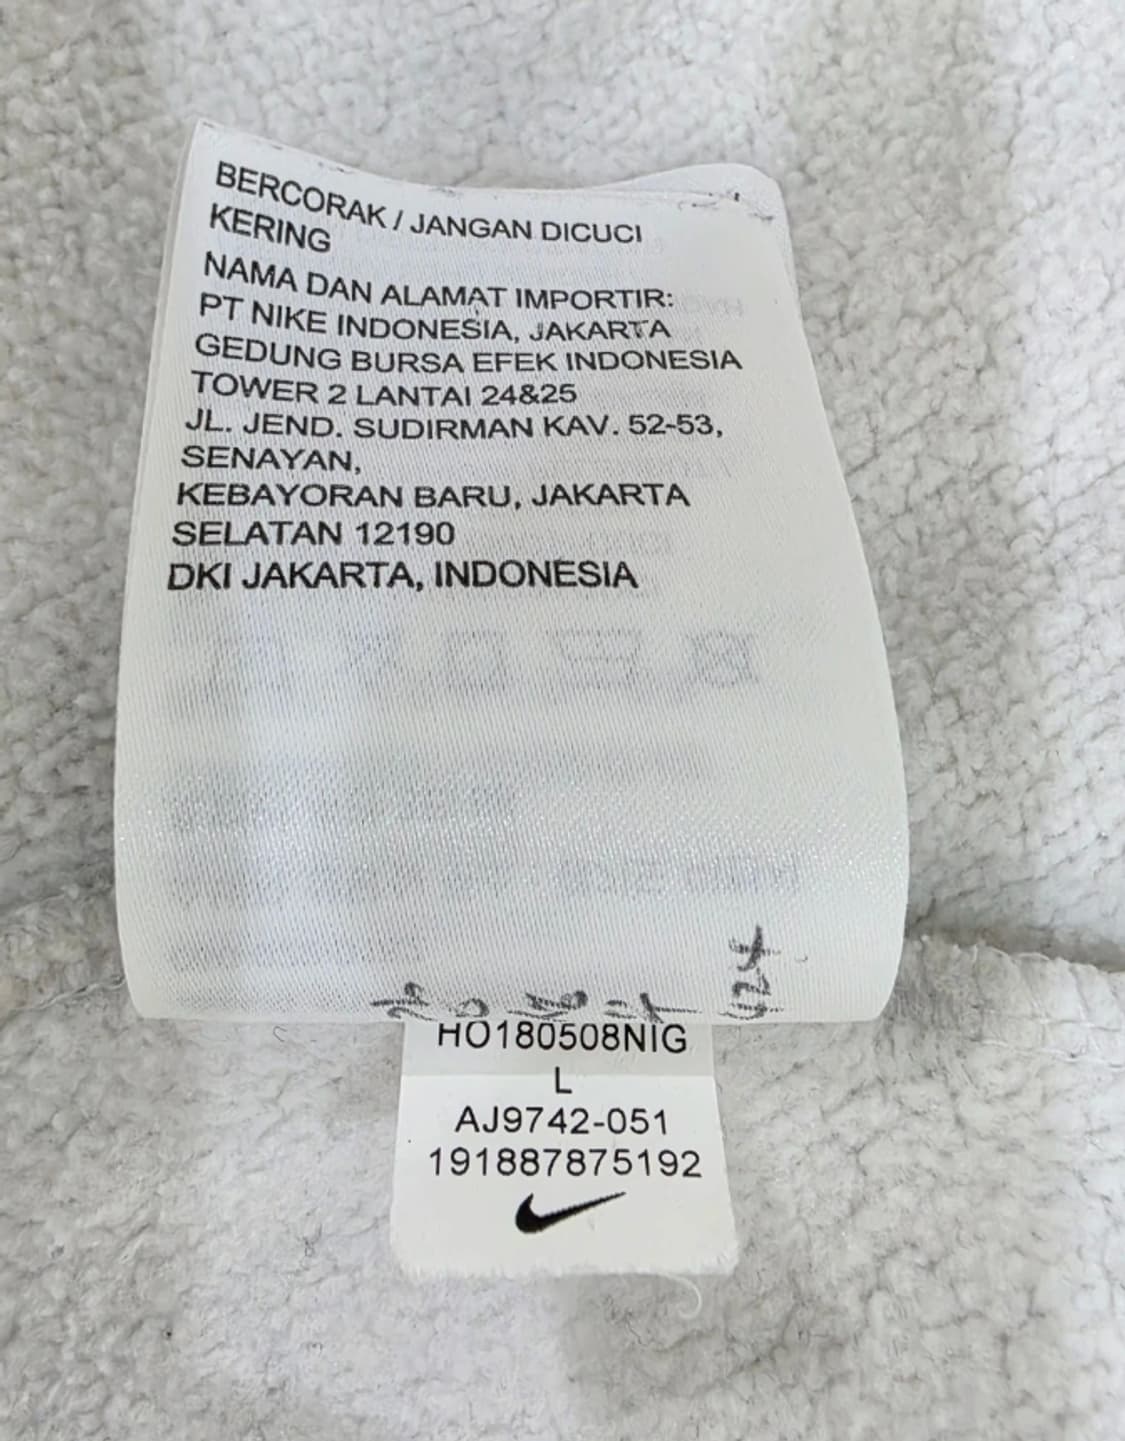 BERCORAK / JANGAN DICUCI
KERING
NAMA DAN ALAMAT IMPORTIR:
PT NIKE INDONESIA, JAKARTA
GEDUNG BURSA EFEK INDONESIA
TOWER 2 LANTAI 24&25
JL. JEND. SUDIRMAN KAV. 52-53,
SENAYAN,
KEBAYORAN BARU, JAKARTA
SELATAN 12190
DKI JAKARTA, INDONESIA
HO180508NIG
L
AJ9742-051
191887875192